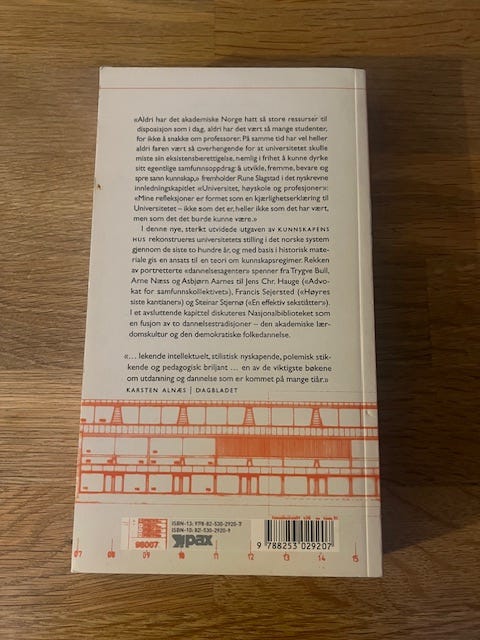 «Aldri har det akademiske Norge hatt så store ressurser til
disposisjon som i dag, aldri har det vært så mange studenter,
for ikke å snakke om professorer. På samme tid har vel heller
aldri faren vært så overhengende for at universitetet skulle
miste sin eksistensberettigelse, nemlig i frihet å kunne dyrke
sitt egentlige samfunnsoppdrag: å utvikle, fremme, bevare og
spre sann kunnskap,» fremholder Rune Slagstad i det nyskrevne
innledningskapitlet «Universitet, høyskole og profesjoner»:
«Mine refleksjoner er formet som en kjærlighetserklæring til
Universitetet – ikke som det er, heller ikke som det har vært,
men som det det burde kunne være.»
I denne nye, sterkt utvidede utgaven av KUNNSKAPENS
HUS rekonstrueres universitetets stilling i det norske system
gjennom de siste to hundre år, og med basis i historisk mate-
riale gis en ansats til en teori om kunnskapsregimer. Rekken
av portretterte «dannelsesagenter» spenner fra Trygve Bull,
Arne Næss og Asbjørn Aarnes til Jens Chr. Hauge («Advo-
kat for samfunnskollektivet»), Francis Sejersted («Høyres
siste kantianer») og Steinar Stjernø («En effektiv sekstiåtter»).
I et avsluttende kapittel diskuteres Nasjonalbiblioteket som
en fusjon av to dannelsestradisjoner – den akademiske lær-
domskultur og den demokratiske folkedannelse.
«... lekende intellektuelt, stilistisk nyskapende, polemisk stik-
kende og pedagogisk briljant ... en av de viktigste bøkene
om utdanning og dannelse som er kommet på mange tiår.»
KARSTEN ALNÆS | DAGBLADET
ISBN-13: 978-82-530-2920-7
ISBN-10: 82-530-2920-9
pax
98007
9 788253 029207
07 08 09 10 11 12 13 14 15